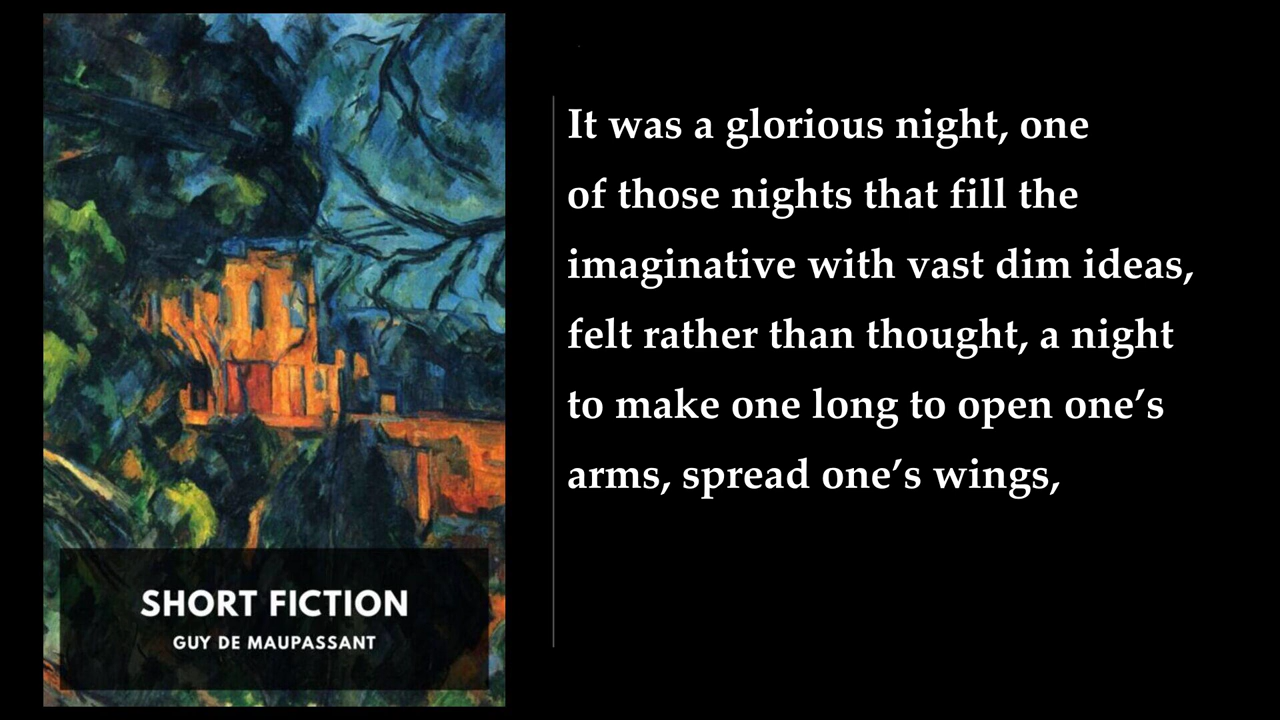 SHORT FICTION
GUY DE MAUPASSANT
It was a glorious night, one
of those nights that fill the
imaginative with vast dim ideas,
felt rather than thought, a night
to make one long to open one’s
arms, spread one’s wings,